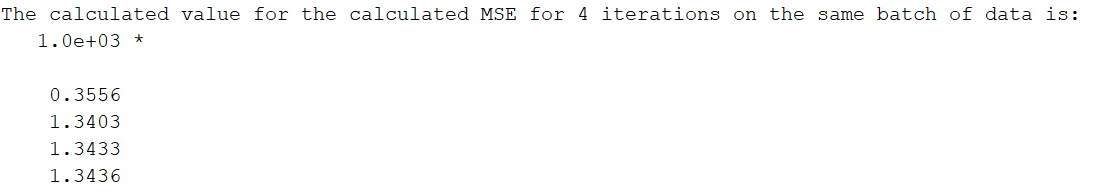 The calculated value for the calculated MSE for 4 iterations on the same batch of data is:
1.0e+03 *
0.3556
1.3403
1.3433
1.3436